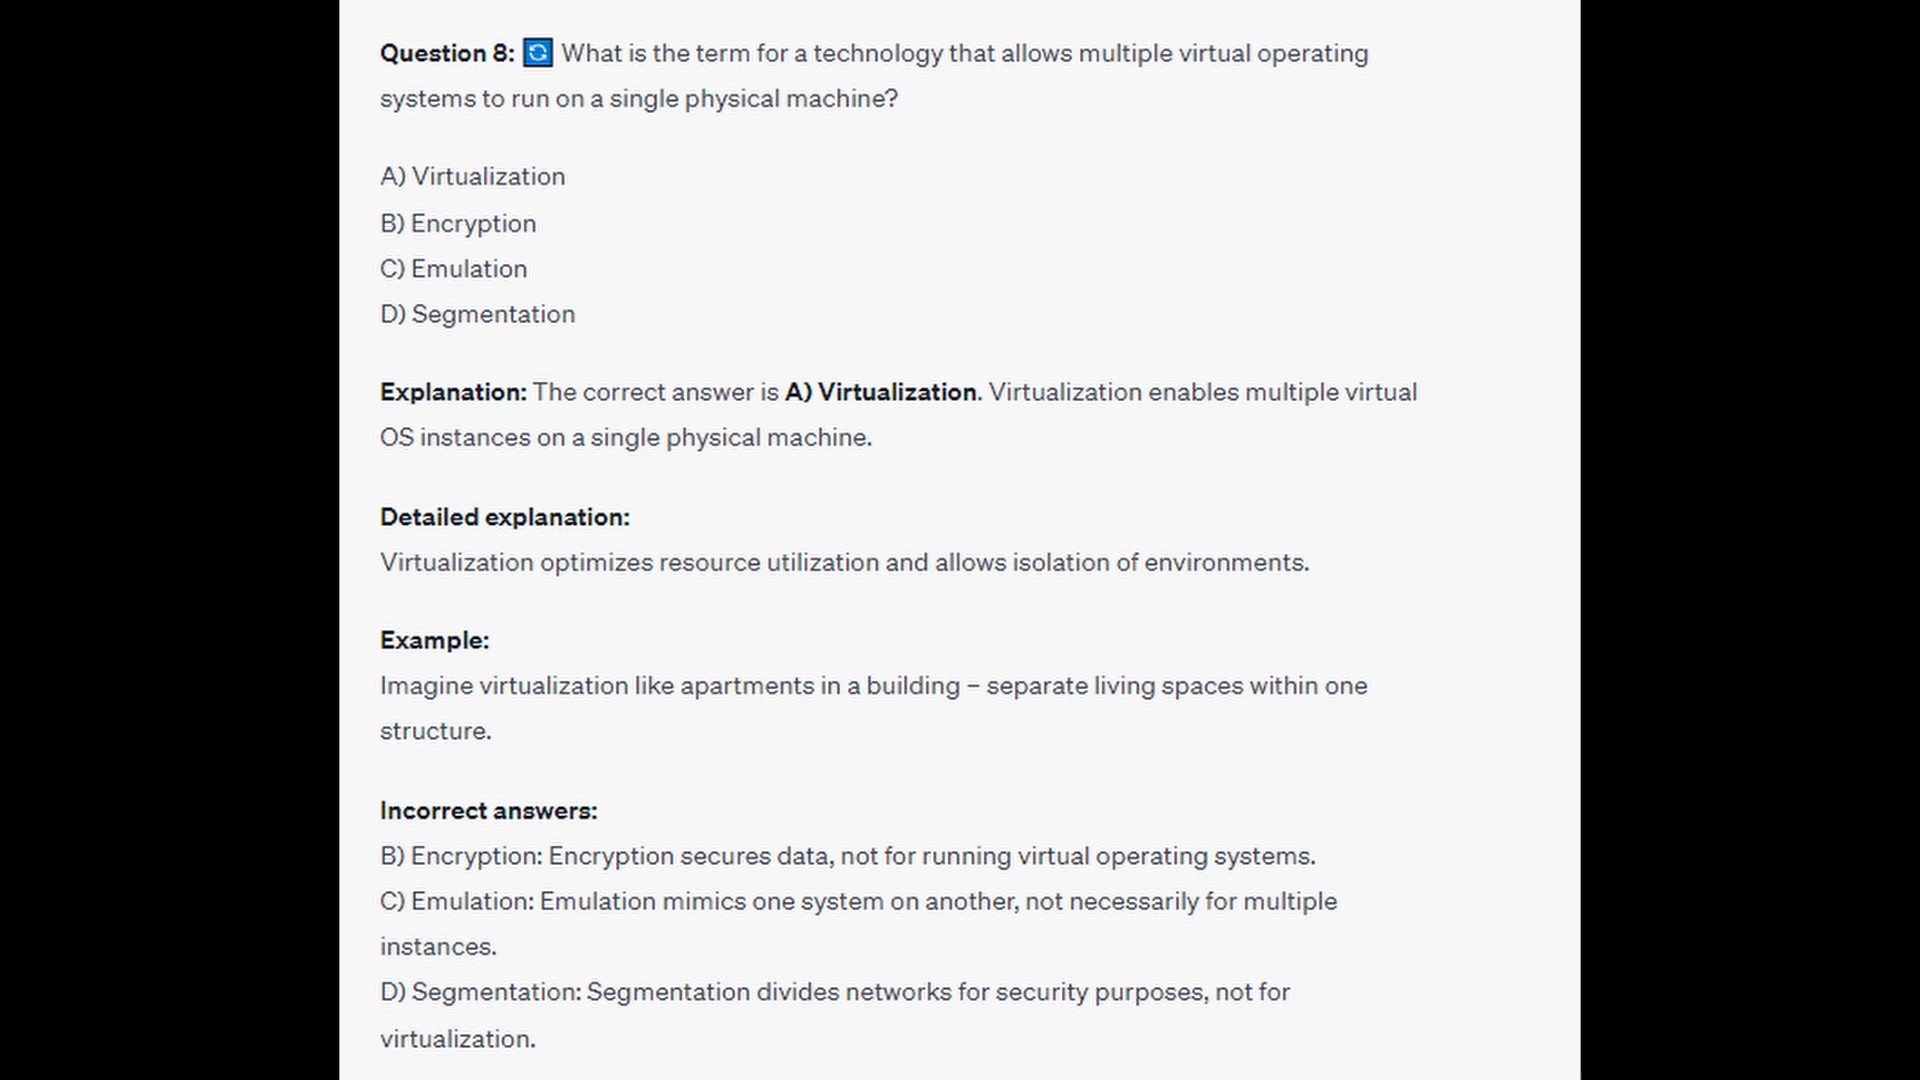 Question 8: 🔄 What is the term for a technology that allows multiple virtual operating
systems to run on a single physical machine?
A) Virtualization
B) Encryption
C) Emulation
D) Segmentation
Explanation: The correct answer is A) Virtualization. Virtualization enables multiple virtual
OS instances on a single physical machine.
Detailed explanation:
Virtualization optimizes resource utilization and allows isolation of environments.
Example:
Imagine virtualization like apartments in a building – separate living spaces within one
structure.
Incorrect answers:
B) Encryption: Encryption secures data, not for running virtual operating systems.
C) Emulation: Emulation mimics one system on another, not necessarily for multiple
instances.
D) Segmentation: Segmentation divides networks for security purposes, not for
virtualization.